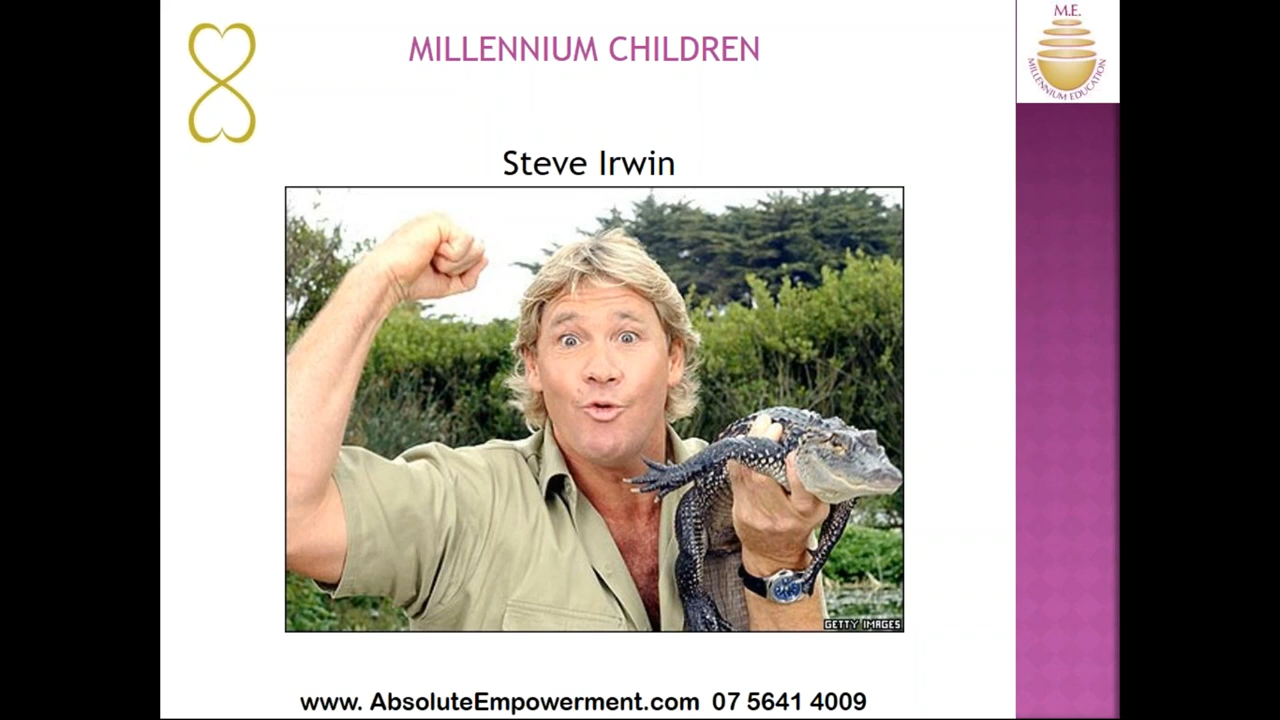 M.E.
MILLENNIUM CHILDREN
MILLENNIUM EDUCATION
Steve Irwin
GETTY IMAGES
www. AbsoluteEmpowerment.com 07 5641 4009